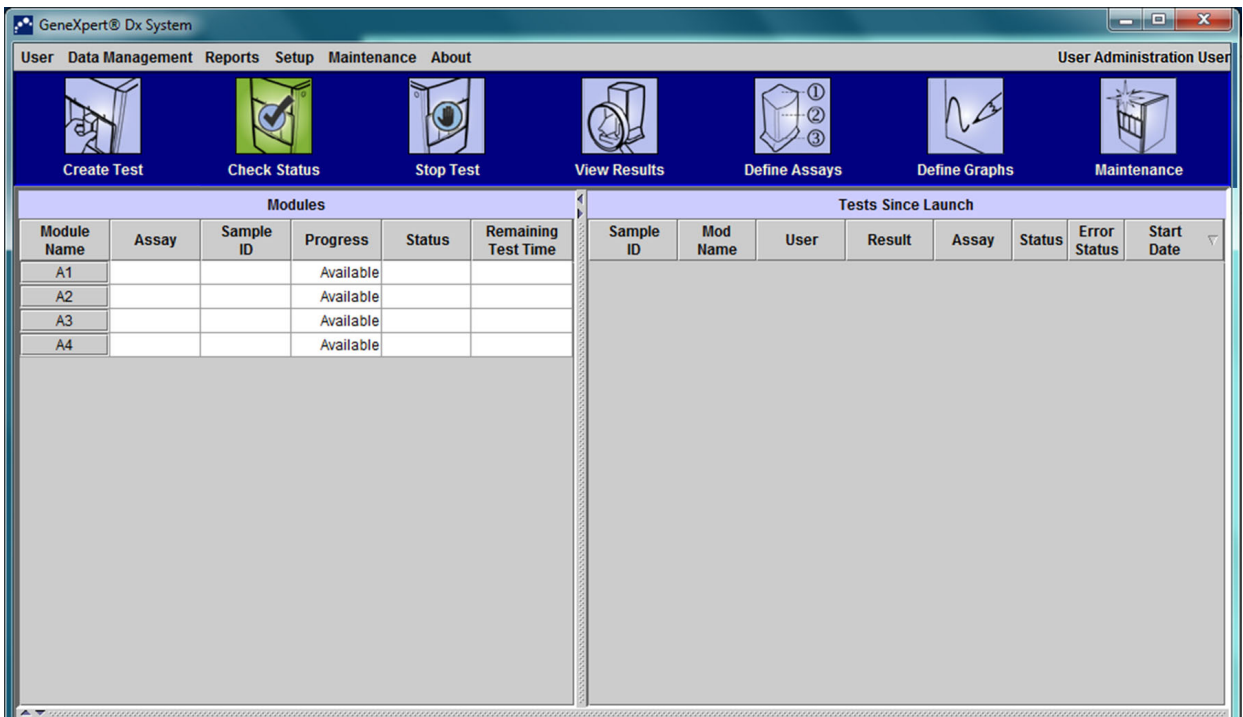 GeneXpert® Dx System
User Data Management Reports Setup Maintenance About User Administration User
① ② ③
Create Test Check Status Stop Test View Results Define Assays Define Graphs Maintenance
Modules
Module Name Assay Sample ID Progress Status Remaining Test Time
A1 Available
A2 Available
A3 Available
A4 Available
Tests Since Launch
Sample ID Mod Name User Result Assay Status Error Status Start Date